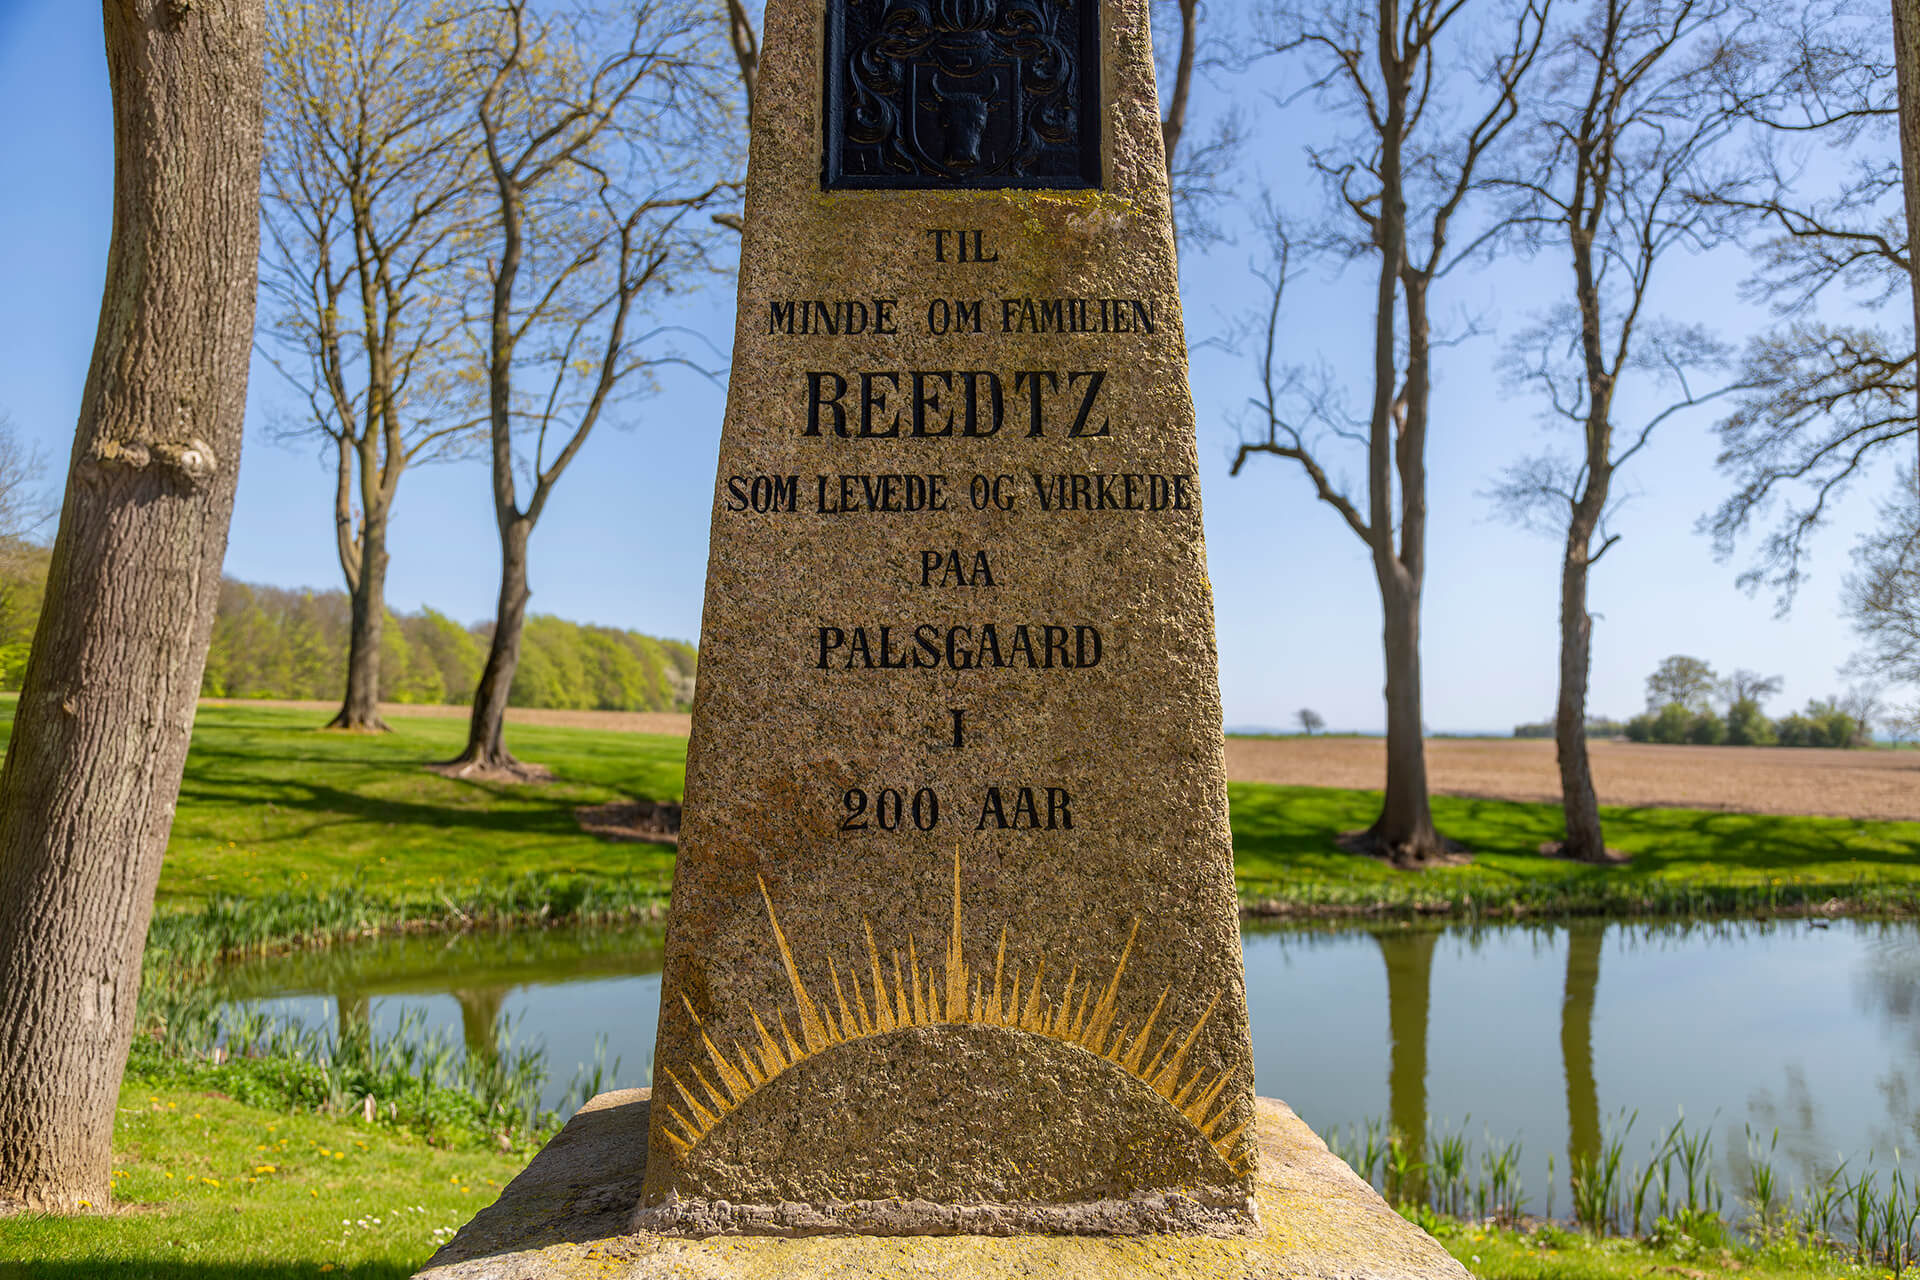 TIL
MINDE OM FAMILIEN
REEDTZ
SOM LEVEDE OG VIRKEDE
PAA
PALSGAARD
I
200 AAR